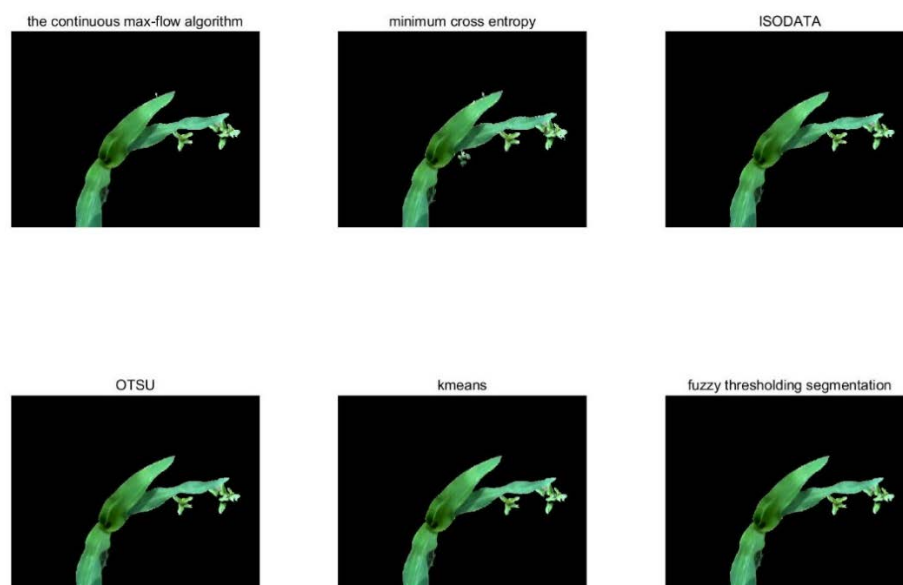 the continuous max-flow algorithm
minimum cross entropy
ISODATA
OTSU
kmeans
fuzzy thresholding segmentation